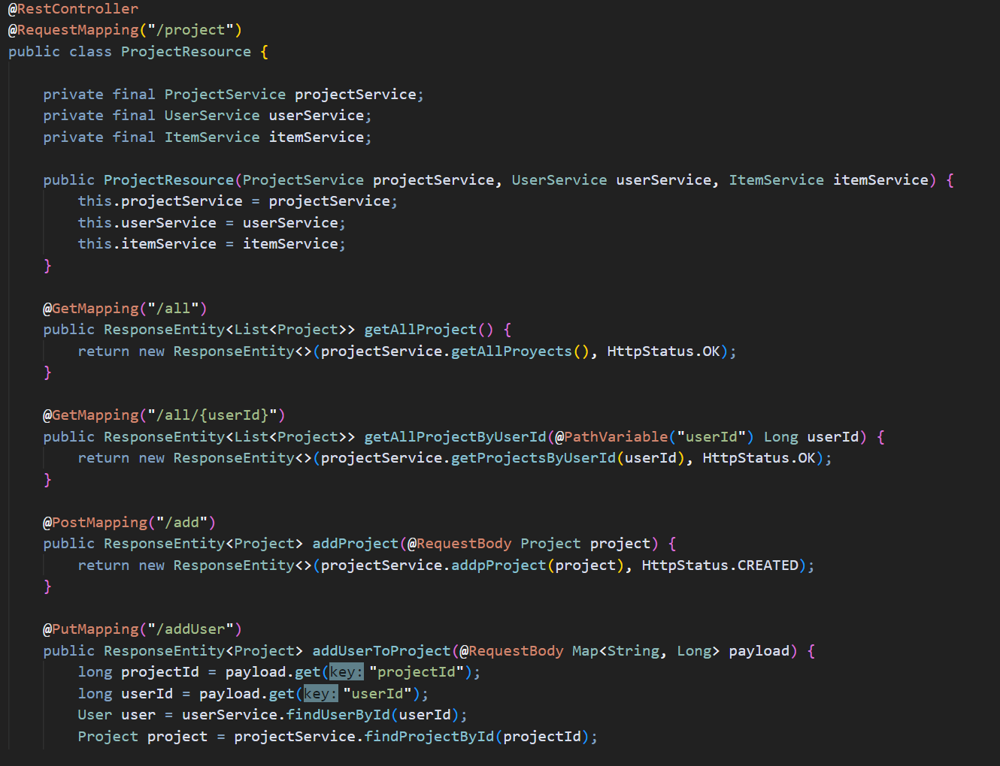 @RestController
@RequestMapping("/project")
public class ProjectResource {
private final ProjectService projectService;
private final UserService userService;
private final ItemService itemService;
public ProjectResource(ProjectService projectService, UserService userService, ItemService itemService) {
this.projectService = projectService;
this.userService = userService;
this.itemService = itemService;
}
@GetMapping("/all")
public ResponseEntity<List<Project>> getAllProject() {
return new ResponseEntity<>(projectService.getAllProyects(), HttpStatus.OK);
}
@GetMapping("/all/{userId}")
public ResponseEntity<List<Project>> getAllProjectByUserId(@PathVariable("userId") Long userId) {
return new ResponseEntity<>(projectService.getProjectsByUserId(userId), HttpStatus.OK);
}
@PostMapping("/add")
public ResponseEntity<Project> addProject(@RequestBody Project project) {
return new ResponseEntity<>(projectService.addpProject(project), HttpStatus.CREATED);
}
@PutMapping("/addUser")
public ResponseEntity<Project> addUserToProject(@RequestBody Map<String, Long> payload) {
long projectId = payload.get(key: "projectId");
long userId = payload.get(key: "userId");
User user = userService.findUserById(userId);
Project project = projectService.findProjectById(projectId);